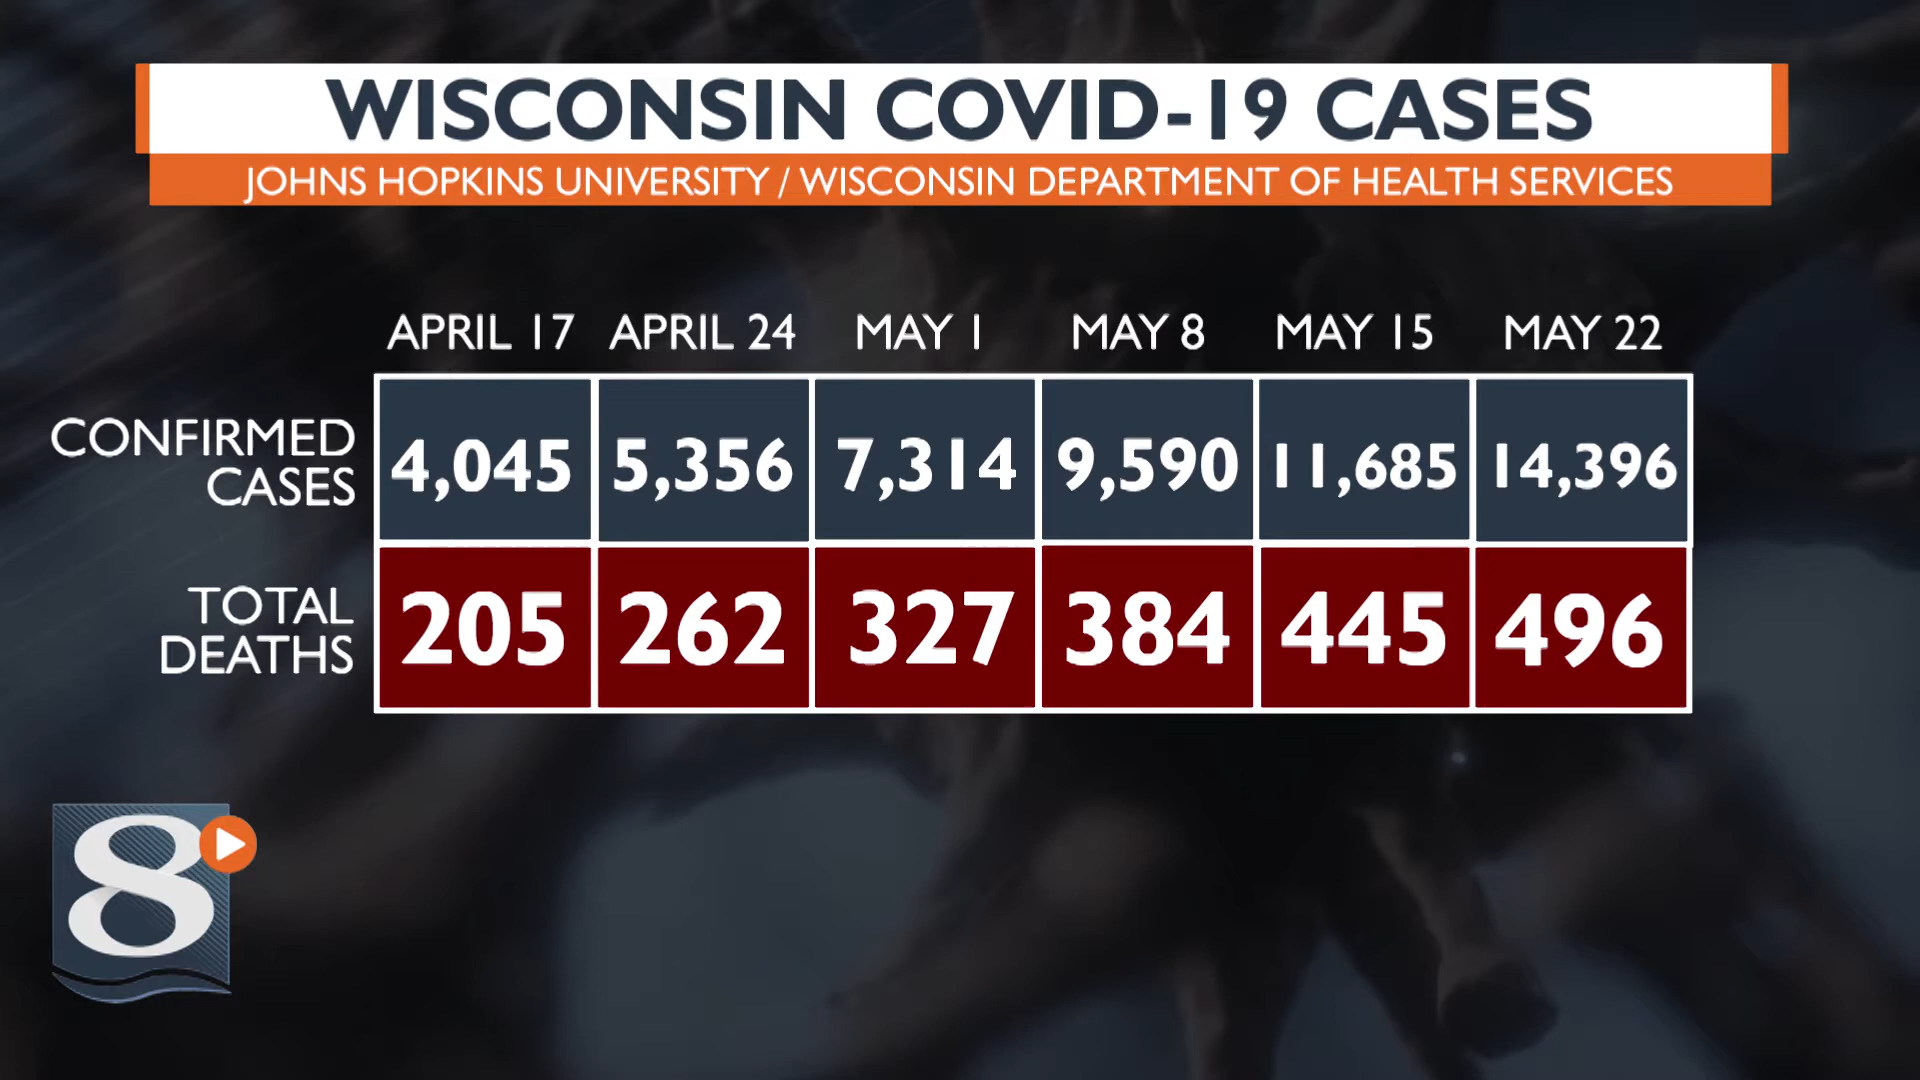 WISCONSIN COVID-19 CASES
JOHNS HOPKINS UNIVERSITY / WISCONSIN DEPARTMENT OF HEALTH SERVICES
APRIL 17 APRIL 24 MAY 1 MAY 8 MAY 15 MAY 22
CONFIRMED
CASES
4,045 5,356 7,314 9,590 11,685 14,396
TOTAL
DEATHS
205 262 327 384 445 496
8